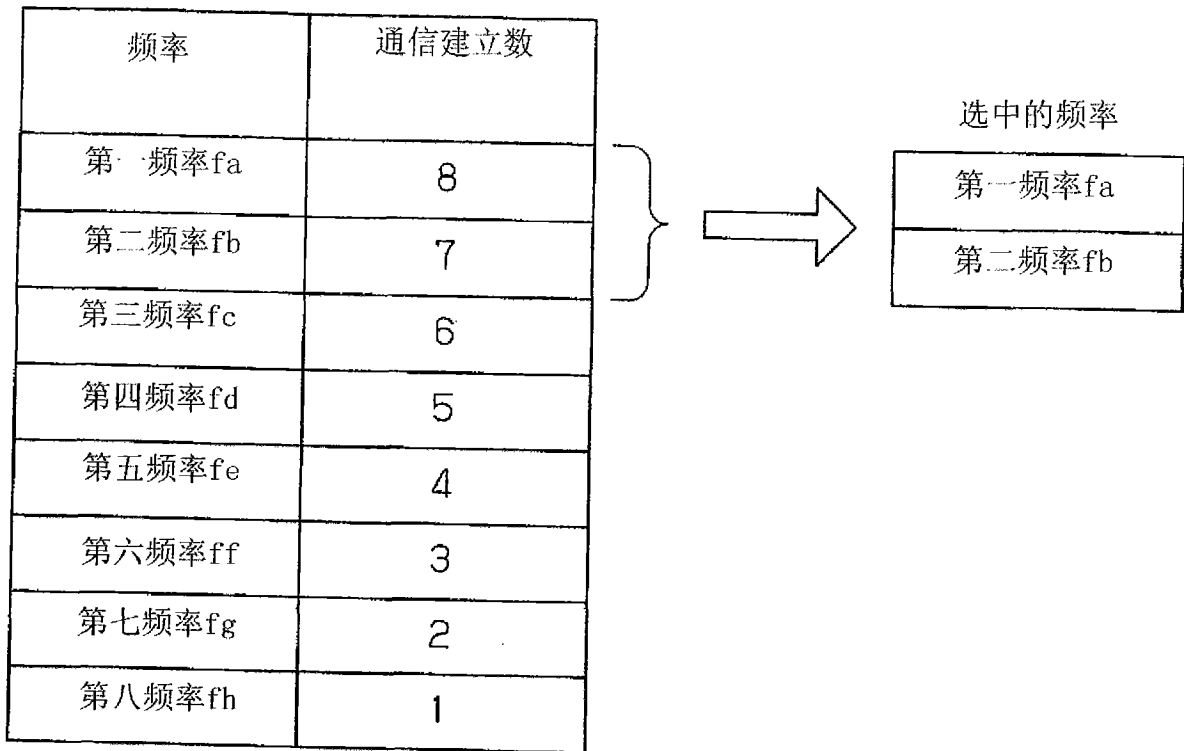 频率 通信建立数
第一频率fa 8
第二频率fb 7
第三频率fc 6
第四频率fd 5
第五频率fe 4
第六频率ff 3
第七频率fg 2
第八频率fh 1
选中的频率
第一频率fa
第二频率fb